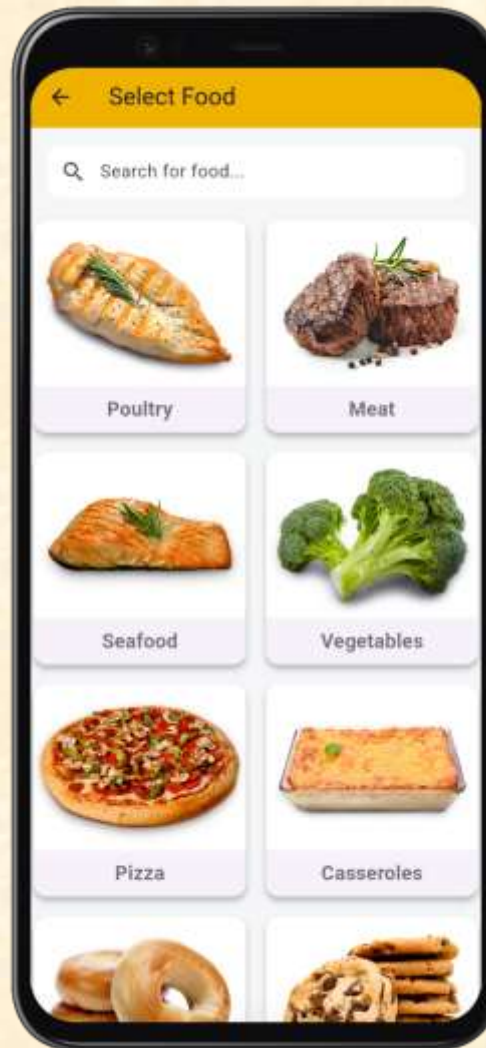 Select Food
Search for food...
Poultry
Meat
Seafood
Vegetables
Pizza
Casseroles